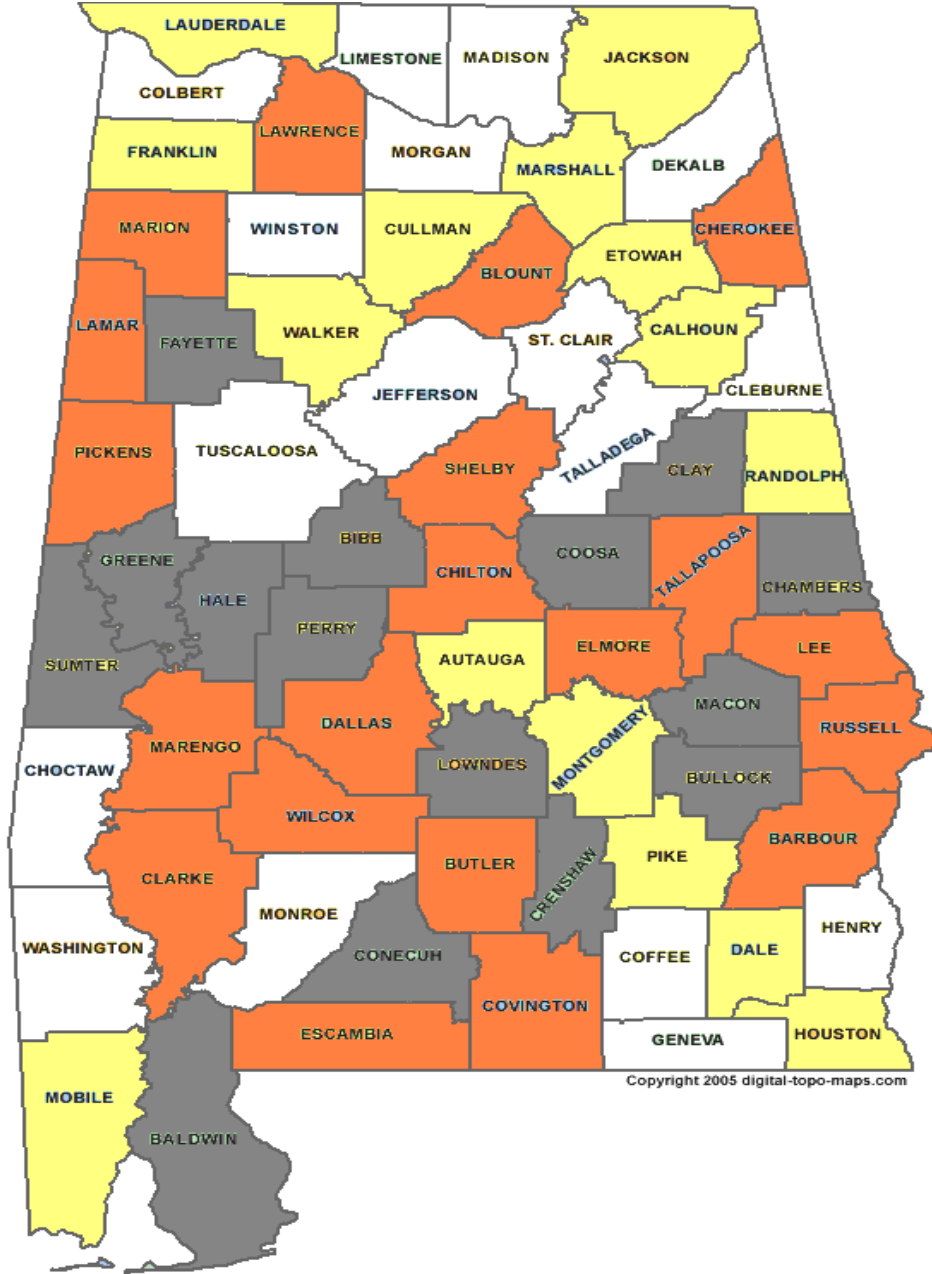 LAUDERDALE
LIMESTONE
MADISON
JACKSON
COLBERT
LAWRENCE
FRANKLIN
MORGAN
MARSHALL
DEKALB
MARION
WINSTON
CULLMAN
CHEROKEE
ETOWAH
BLOUNT
LAMAR
FAYETTE
WALKER
ST. CLAIR
CALHOUN
JEFFERSON
CLEBURNE
PICKENS
TUSCALOOSA
SHELBY
TALLADEGA
CLAY
RANDOLPH
BIBB
GREENE
COOSA
TALLAPOOSA
CHILTON
CHAMBERS
HALE
PERRY
SUMTER
AUTAUGA
ELMORE
LEE
MACON
MARENGO
DALLAS
RUSSELL
CHOCTAW
LOWNDES
MONTGOMERY
BULLOCK
WILCOX
BARBOUR
CLARKE
BUTLER
CRENSHAW
PIKE
MONROE
HENRY
WASHINGTON
CONECUH
COFFEE
DALE
COVINGTON
ESCAMBIA
GENEVA
HOUSTON
Copyright 2005 digital-topo-maps.com
MOBILE
BALDWIN